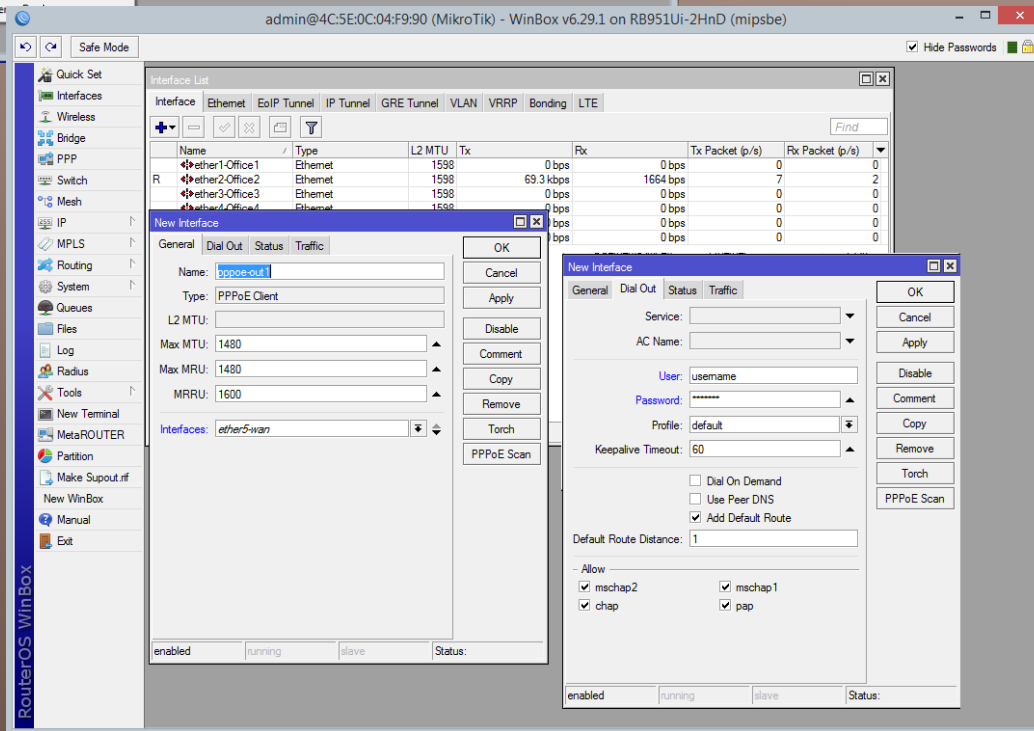 admin@4C:5E:0C:04:F9:90 (MikroTik) - WinBox v6.29.1 on RB951Ui-2HnD (mipsbe)
Safe Mode
Hide Passwords
Quick Set
Interfaces
Wireless
Bridge
PPP
Switch
Mesh
IP
MPLS
Routing
System
Queues
Files
Log
Radius
Tools
New Terminal
MetaROUTER
Partition
Make Supout.rif
New WinBox
Manual
Exit
RouterOS WinBox
Interface List
Interface Ethernet EoIP Tunnel IP Tunnel GRE Tunnel VLAN VRRP Bonding LTE
Find
Name Type L2 MTU Tx Rx Tx Packet (p/s) Rx Packet (p/s)
ether1-Office1 Ethernet 1598 0 bps 0 bps 0 0
R ether2-Office2 Ethernet 1598 69.3 kbps 1664 bps 7 2
ether3-Office3 Ethernet 1598 0 bps 0 bps 0 0
ether4-Office4 Ethernet 1598 0 bps 0 bps 0 0
0 bps 0 bps 0 0
bps 0 bps 0 0
New Interface
General Dial Out Status Traffic
Name: pppoe-out1
Type: PPPoE Client
L2 MTU:
Max MTU: 1480
Max MRU: 1480
MRRU: 1600
Interfaces: ether5-wan
OK
Cancel
Apply
Disable
Comment
Copy
Remove
Torch
PPPoE Scan
enabled running slave Status:
New Interface
General Dial Out Status Traffic
Service:
AC Name:
User: username
Password: *******
Profile: default
Keepalive Timeout: 60
Dial On Demand
Use Peer DNS
Add Default Route
Default Route Distance: 1
Allow
mschap2 mschap1
chap pap
OK
Cancel
Apply
Disable
Comment
Copy
Remove
Torch
PPPoE Scan
enabled running slave Status: